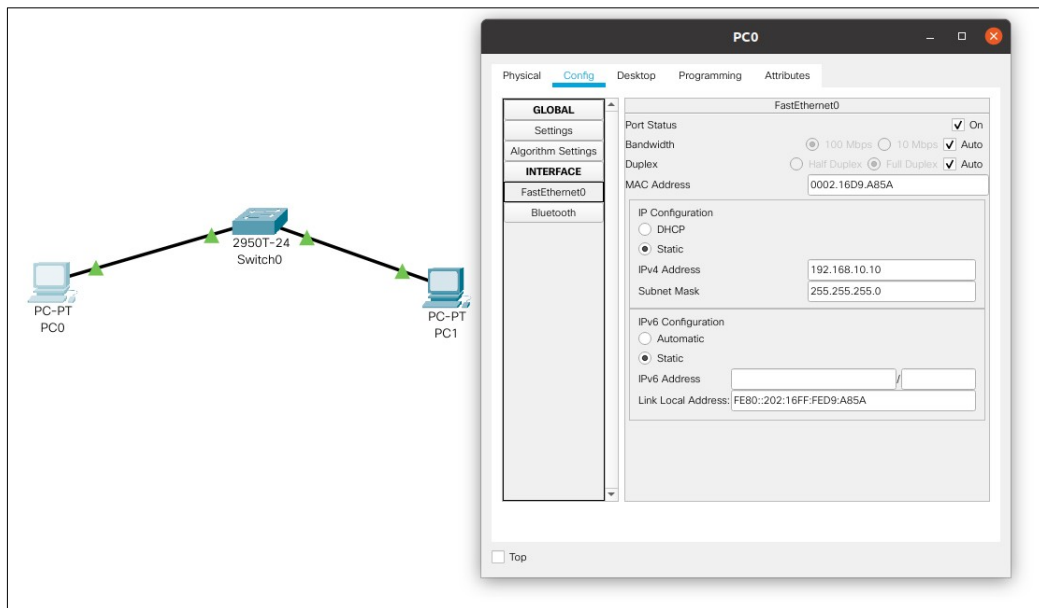 PC0
Physical Config Desktop Programming Attributes
GLOBAL
Settings
Algorithm Settings
INTERFACE
FastEthernet0
Bluetooth
FastEthernet0
Port Status On
Bandwidth 100 Mbps 10 Mbps Auto
Duplex Half Duplex Full Duplex Auto
MAC Address 0002.16D9.A85A
IP Configuration
DHCP
Static
IPv4 Address 192.168.10.10
Subnet Mask 255.255.255.0
IPv6 Configuration
Automatic
Static
IPv6 Address /
Link Local Address: FE80::202:16FF:FED9:A85A
Top
2950T-24
Switch0
PC-PT
PC0
PC-PT
PC1